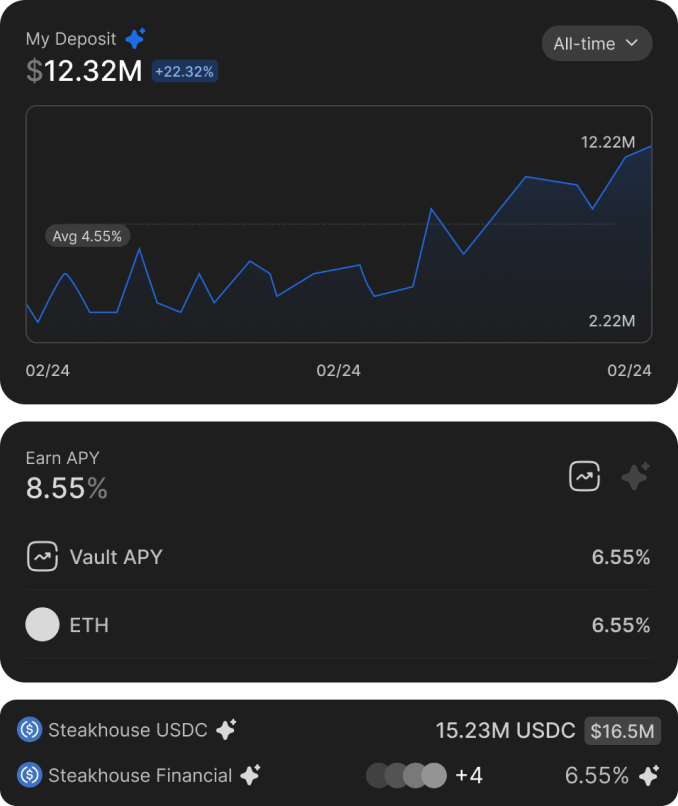 My Deposit
$12.32M +22.32%
All-time
12.22M
Avg 4.55%
2.22M
02/24 02/24 02/24
Earn APY
8.55%
Vault APY 6.55%
ETH 6.55%
Steakhouse USDC 15.23M USDC $16.5M
Steakhouse Financial +4 6.55%